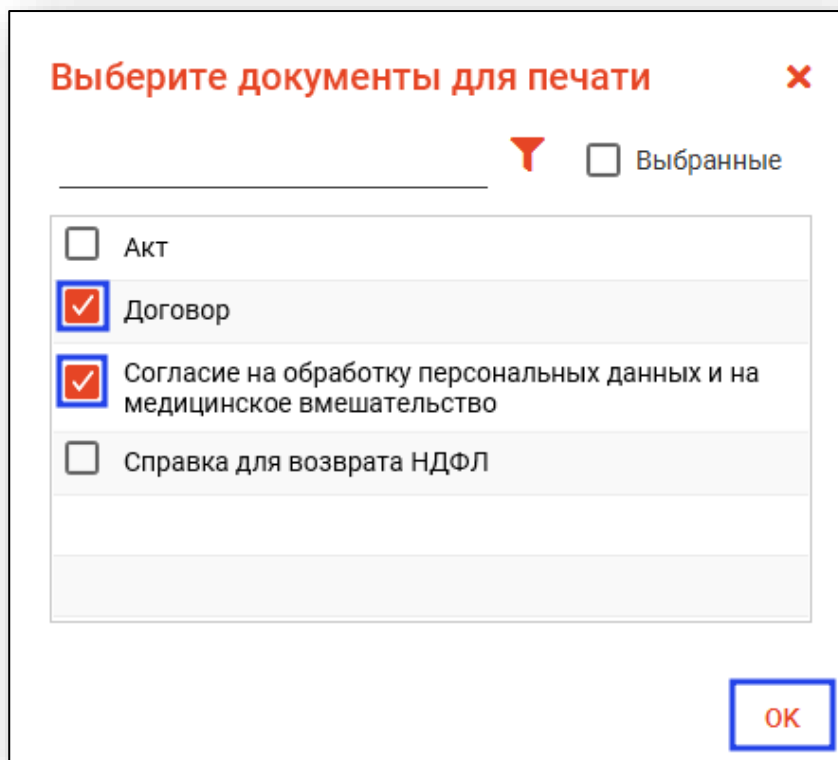 Выберите документы для печати
Выбранные
Акт
Договор
Согласие на обработку персональных данных и на
медицинское вмешательство
Справка для возврата НДФЛ
ОК